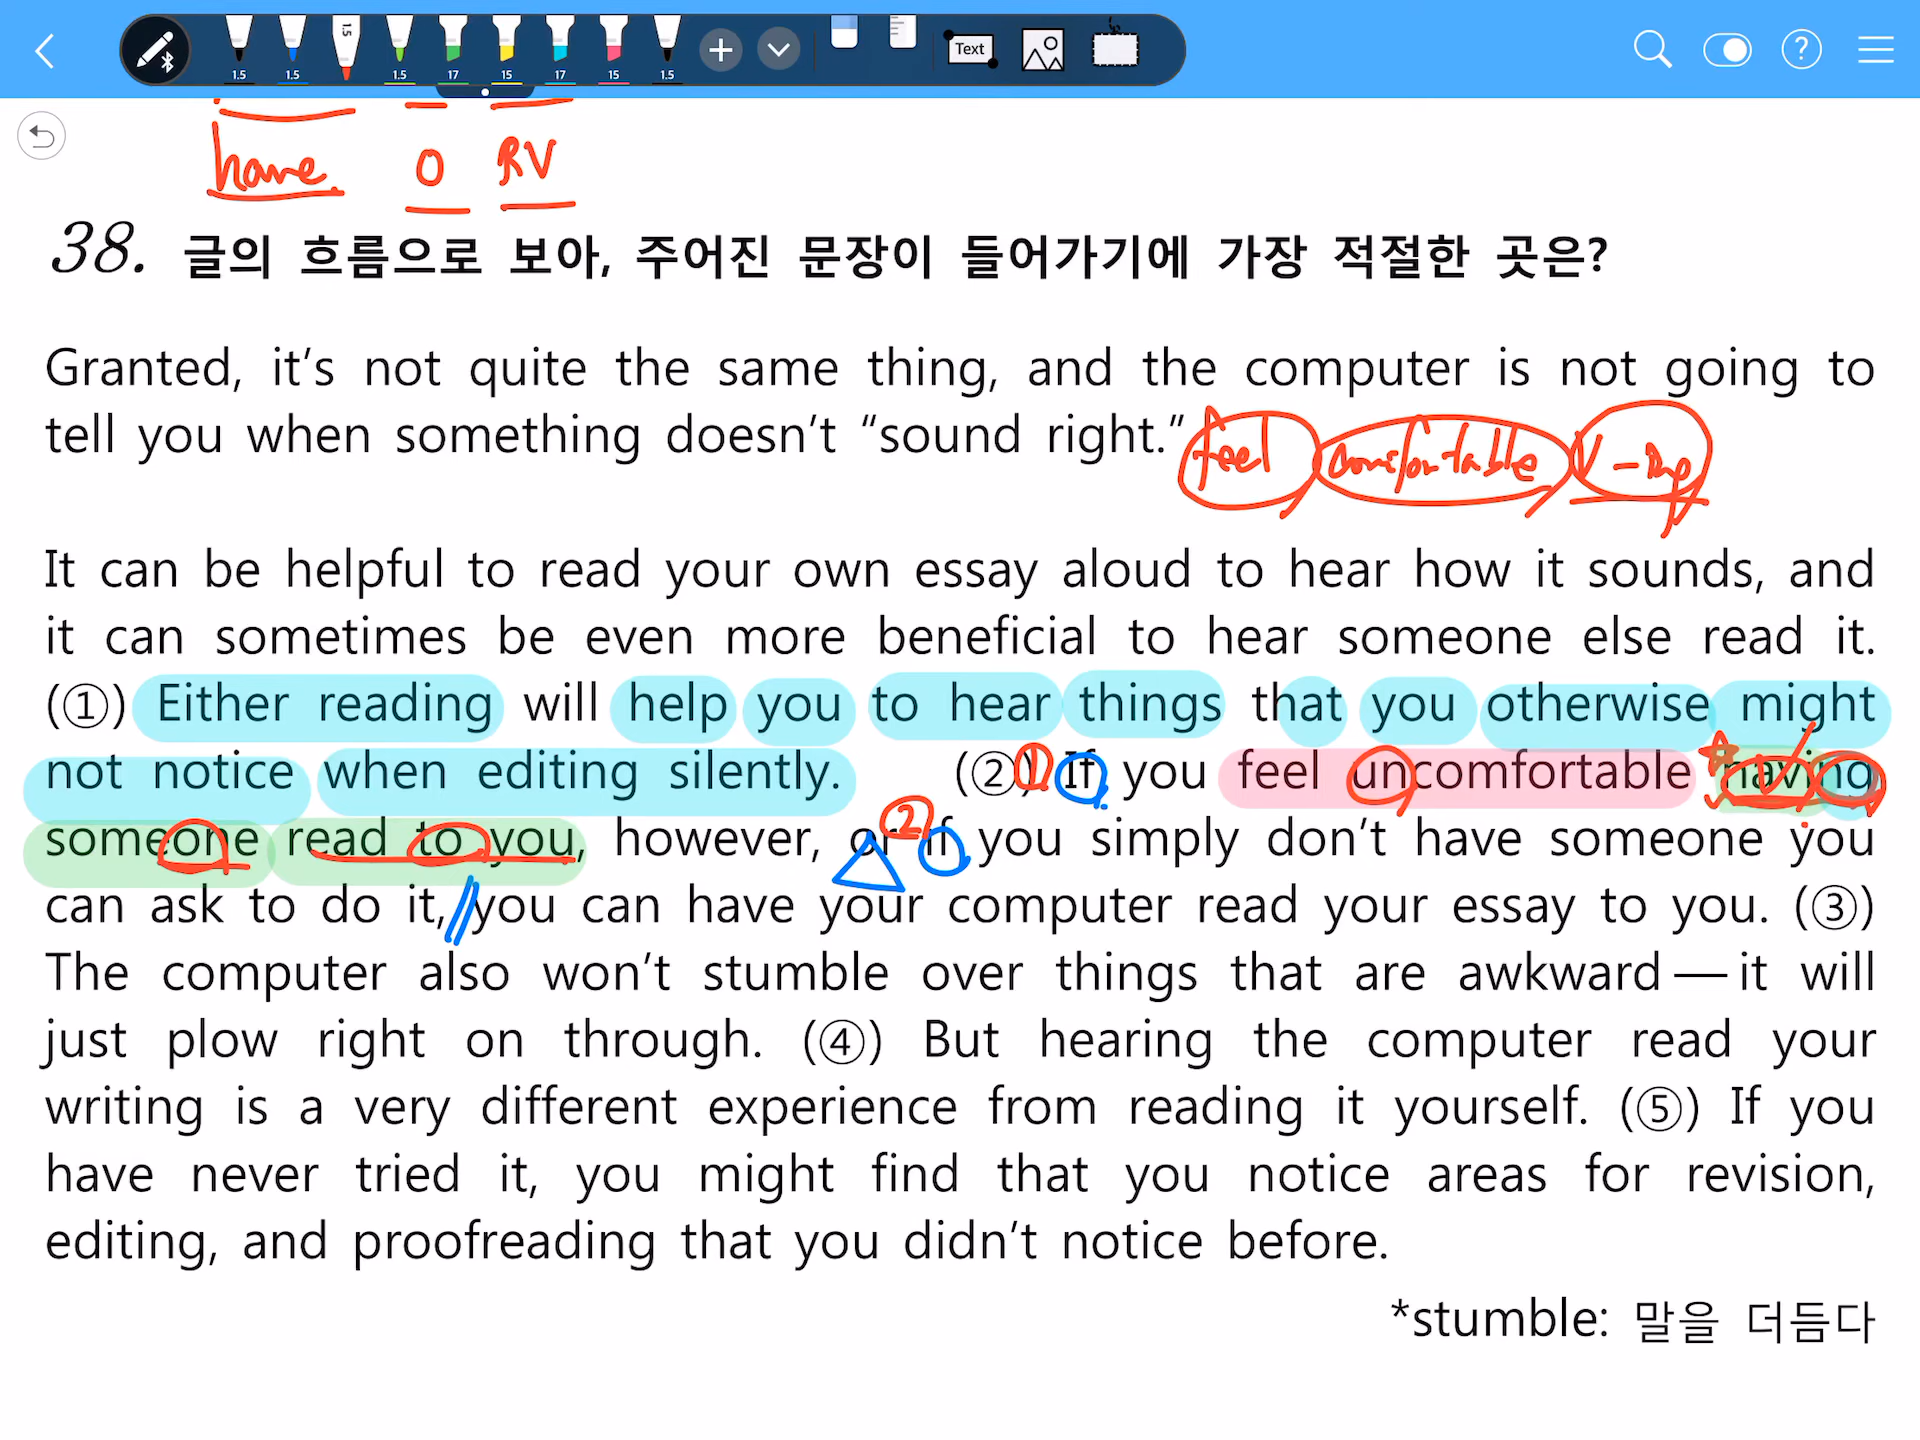 1.5 1.5 1.5 1.5 17 15 17 15 1.5 Text
have O RV
38. 글의 흐름으로 보아, 주어진 문장이 들어가기에 가장 적절한 곳은?
Granted, it's not quite the same thing, and the computer is not going to
tell you when something doesn't “sound right.”
feel comfortable V-ing
It can be helpful to read your own essay aloud to hear how it sounds, and
it can sometimes be even more beneficial to hear someone else read it.
(①) Either reading will help you to hear things that you otherwise might
not notice when editing silently. (②) ① If you feel uncomfortable having
someone read to you, however, or ② if you simply don't have someone you
can ask to do it, you can have your computer read your essay to you. (③)
The computer also won't stumble over things that are awkward — it will
just plow right on through. (④) But hearing the computer read your
writing is a very different experience from reading it yourself. (⑤) If you
have never tried it, you might find that you notice areas for revision,
editing, and proofreading that you didn't notice before.
*stumble: 말을 더듬다